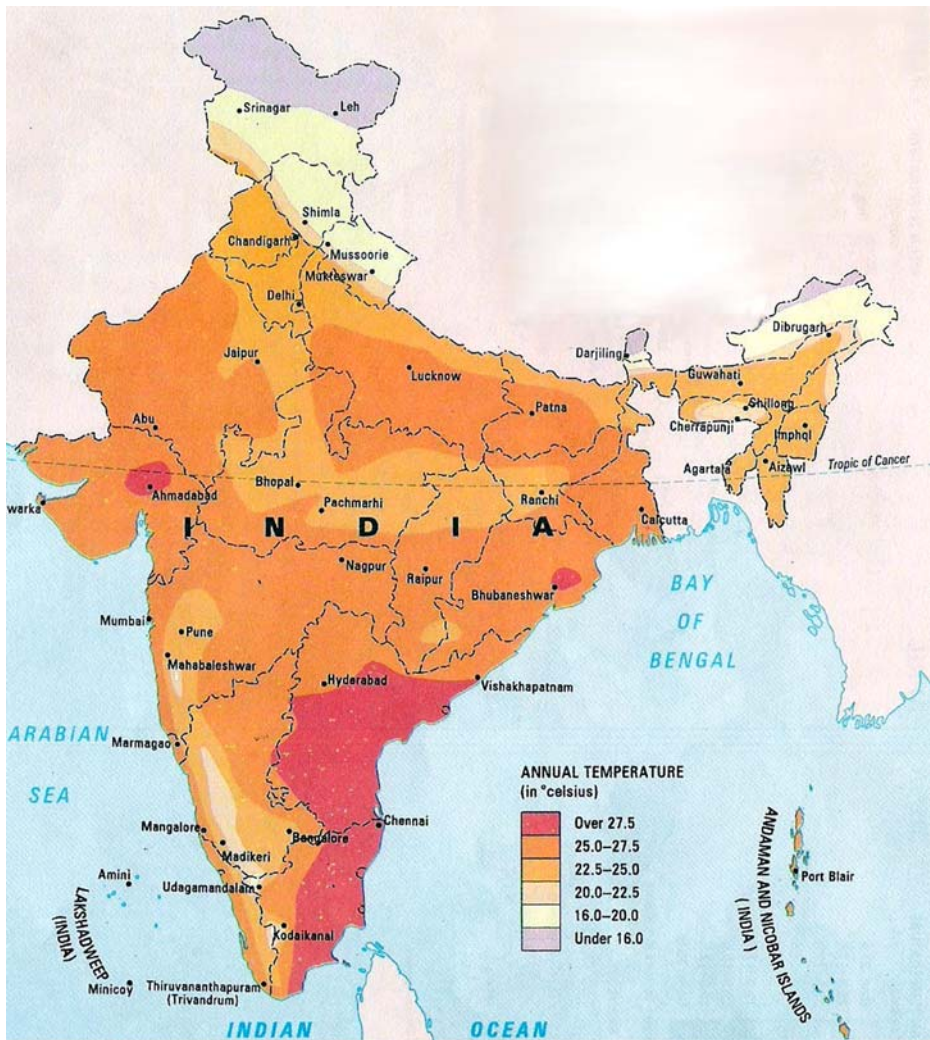 Srinagar
Leh
Shimla
Chandigarh
Mussoorie
Mukteswar
Delhi
Dibrugarh
Darjiling
Jaipur
Lucknow
Guwahati
Shillong
Patna
Abu
Cherrapunji
Imphql
Agartala
Aizawl
Tropic of Cancer
Ahmadabad
Bhopal
Pachmarhi
Ranchi
warka
Calcutta
INDIA
Nagpur
Raipur
Bhubaneshwar
BAY
OF
BENGAL
Mumbai
Pune
Mahabaleshwar
Hyderabad
Vishakhapatnam
ARABIAN
SEA
Marmagao
ANNUAL TEMPERATURE
(in °celsius)
Over 27.5
25.0–27.5
22.5–25.0
20.0–22.5
16.0–20.0
Under 16.0
Mangalore
Bangalore
Chennai
Madikeri
Amini
Udagamandalam
Port Blair
ANDAMAN AND NICOBAR ISLANDS
(INDIA)
LAKSHADWEEP
(INDIA)
Kodaikanal
Minicoy
Thiruvananthapuram
(Trivandrum)
INDIAN OCEAN